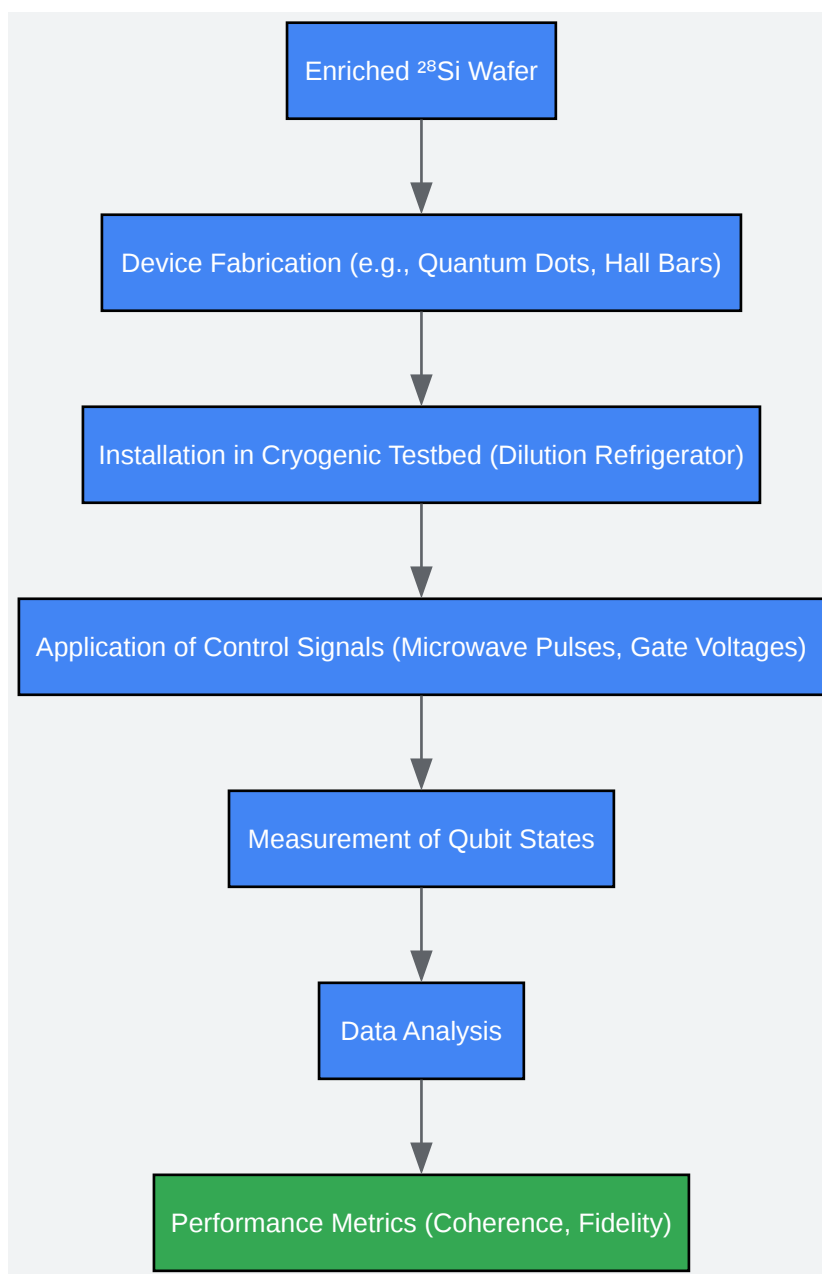 Enriched ²⁸Si Wafer
Device Fabrication (e.g., Quantum Dots, Hall Bars)
Installation in Cryogenic Testbed (Dilution Refrigerator)
Application of Control Signals (Microwave Pulses, Gate Voltages)
Measurement of Qubit States
Data Analysis
Performance Metrics (Coherence, Fidelity)